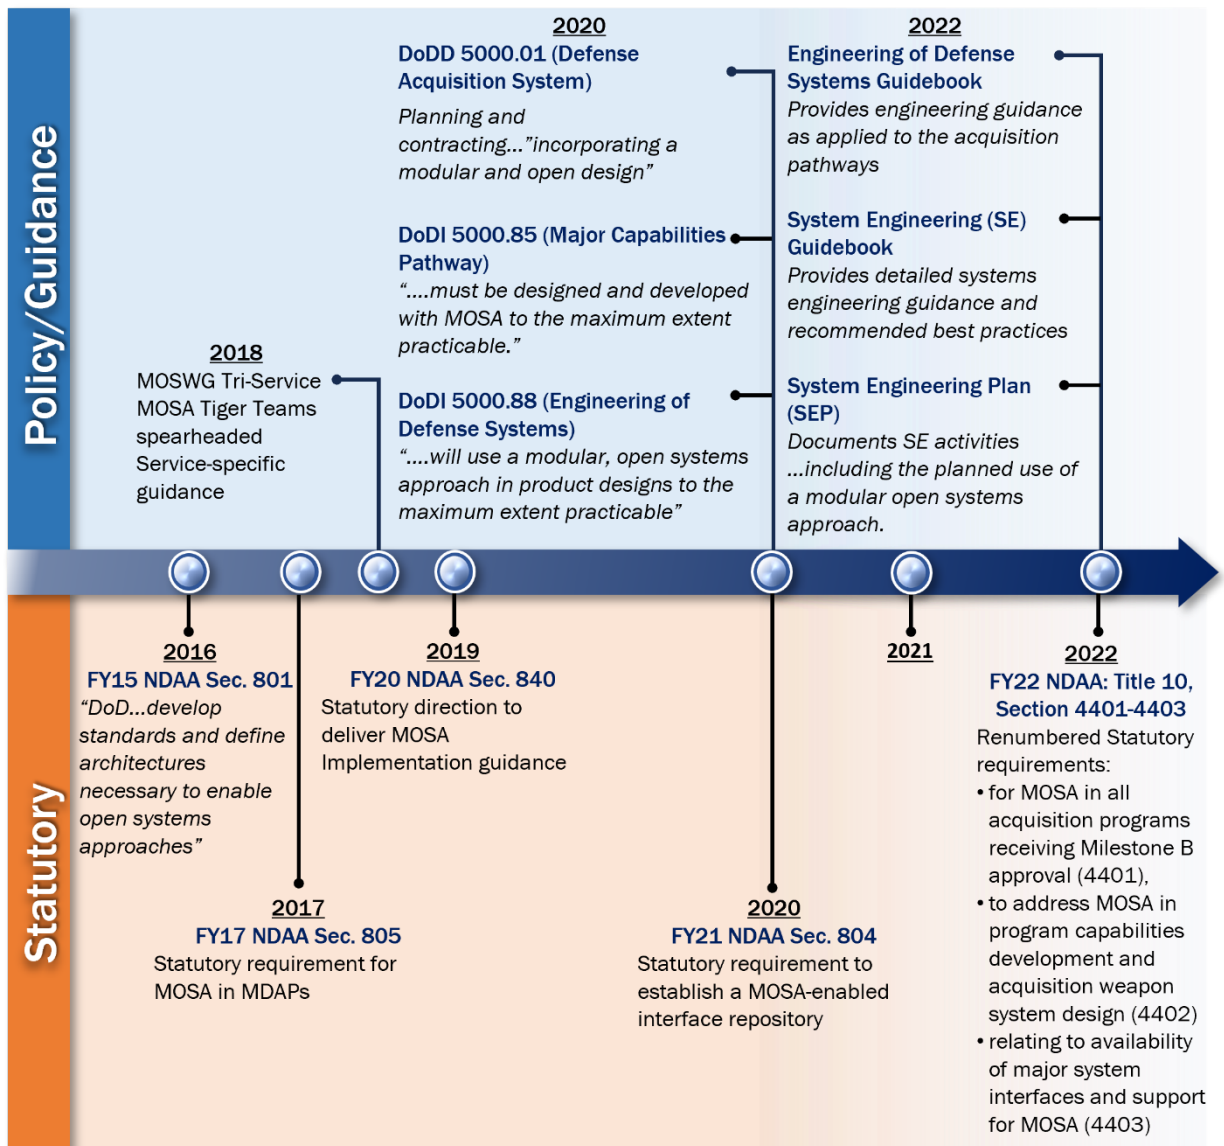 Policy/Guidance
2020
DoDD 5000.01 (Defense
Acquisition System)
Planning and
contracting...”incorporating a
modular and open design”
DoDI 5000.85 (Major Capabilities
Pathway)
“....must be designed and developed
with MOSA to the maximum extent
practicable.”
DoDI 5000.88 (Engineering of
Defense Systems)
“....will use a modular, open systems
approach in product designs to the
maximum extent practicable”
2022
Engineering of Defense
Systems Guidebook
Provides engineering guidance
as applied to the acquisition
pathways
System Engineering (SE)
Guidebook
Provides detailed systems
engineering guidance and
recommended best practices
System Engineering Plan
(SEP)
Documents SE activities
...including the planned use of
a modular open systems
approach.
2018
MOSWG Tri-Service
MOSA Tiger Teams
spearheaded
Service-specific
guidance
Statutory
2016
FY15 NDAA Sec. 801
“DoD...develop
standards and define
architectures
necessary to enable
open systems
approaches”
2017
FY17 NDAA Sec. 805
Statutory requirement for
MOSA in MDAPs
2019
FY20 NDAA Sec. 840
Statutory direction to
deliver MOSA
Implementation guidance
2020
FY21 NDAA Sec. 804
Statutory requirement to
establish a MOSA-enabled
interface repository
2021
2022
FY22 NDAA: Title 10,
Section 4401-4403
Renumbered Statutory
requirements:
• for MOSA in all
acquisition programs
receiving Milestone B
approval (4401),
• to address MOSA in
program capabilities
development and
acquisition weapon
system design (4402)
• relating to availability
of major system
interfaces and support
for MOSA (4403)